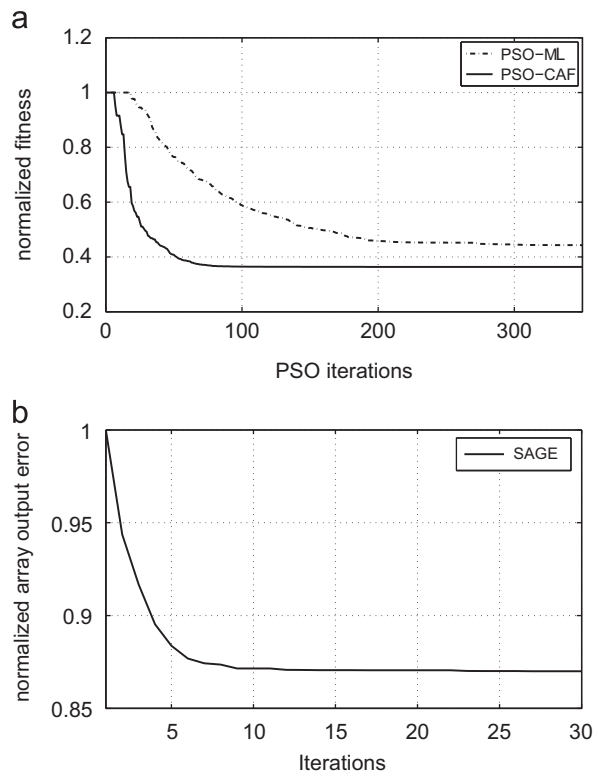 a
1.2
1
0.8
0.6
0.4
0.2
0
100
200
300
normalized fitness
PSO iterations
PSO−ML
PSO−CAF
b
1
0.95
0.9
0.85
5
10
15
20
25
30
normalized array output error
Iterations
SAGE